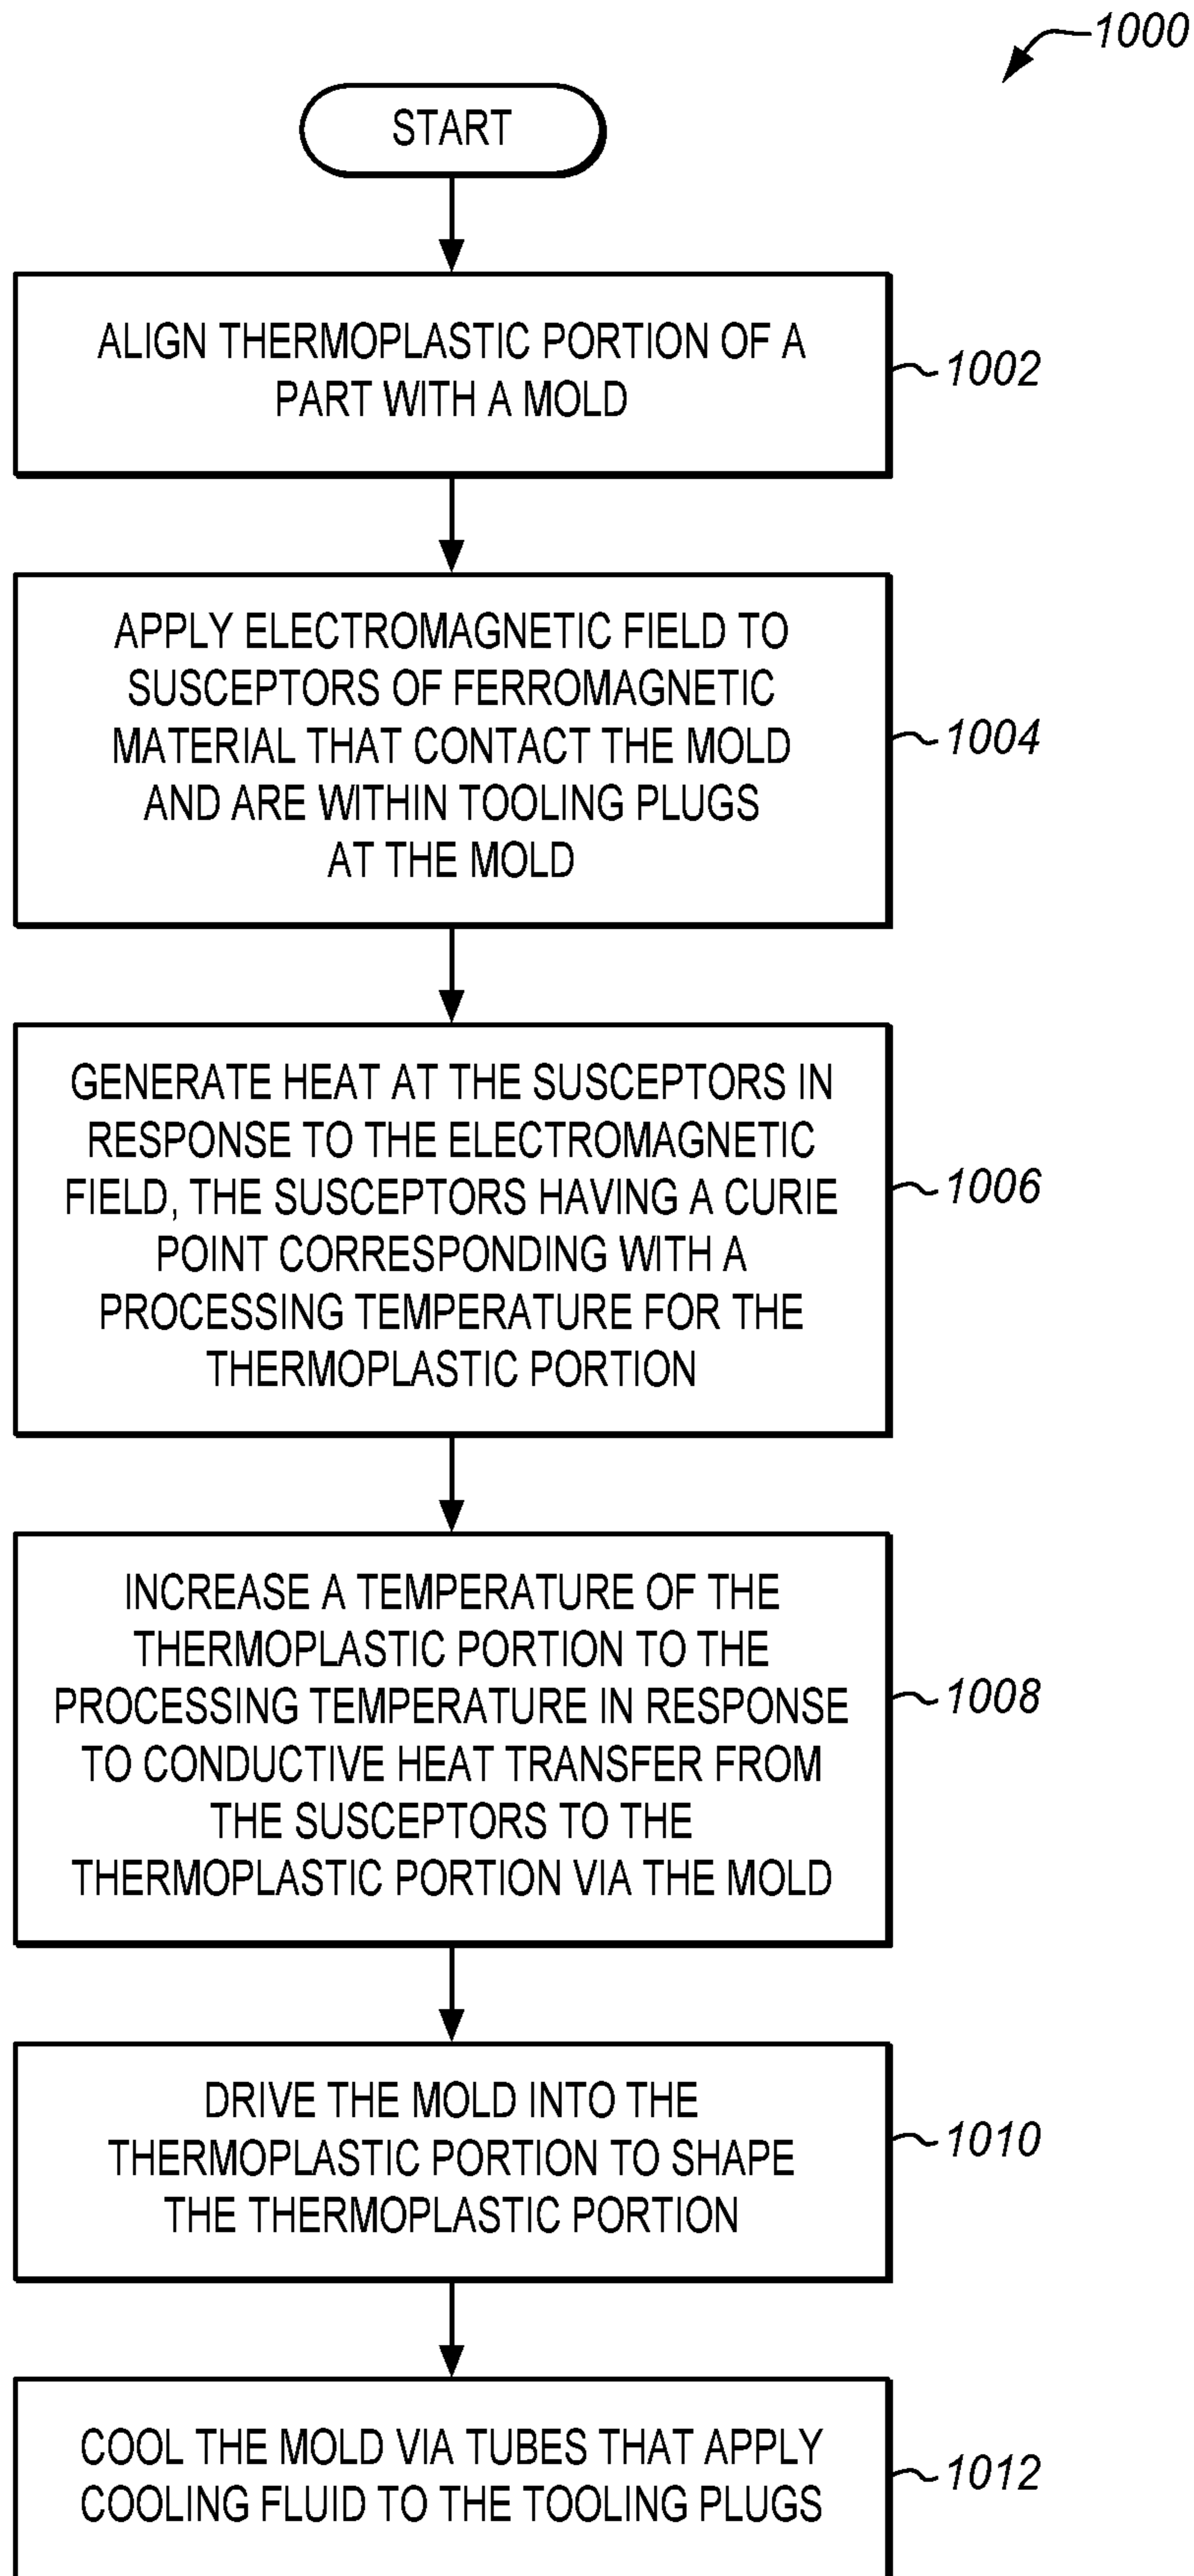 1000
START
ALIGN THERMOPLASTIC PORTION OF A
PART WITH A MOLD
1002
APPLY ELECTROMAGNETIC FIELD TO
SUSCEPTORS OF FERROMAGNETIC
MATERIAL THAT CONTACT THE MOLD
AND ARE WITHIN TOOLING PLUGS
AT THE MOLD
1004
GENERATE HEAT AT THE SUSCEPTORS IN
RESPONSE TO THE ELECTROMAGNETIC
FIELD, THE SUSCEPTORS HAVING A CURIE
POINT CORRESPONDING WITH A
PROCESSING TEMPERATURE FOR THE
THERMOPLASTIC PORTION
1006
INCREASE A TEMPERATURE OF THE
THERMOPLASTIC PORTION TO THE
PROCESSING TEMPERATURE IN RESPONSE
TO CONDUCTIVE HEAT TRANSFER FROM
THE SUSCEPTORS TO THE
THERMOPLASTIC PORTION VIA THE MOLD
1008
DRIVE THE MOLD INTO THE
THERMOPLASTIC PORTION TO SHAPE
THE THERMOPLASTIC PORTION
1010
COOL THE MOLD VIA TUBES THAT APPLY
COOLING FLUID TO THE TOOLING PLUGS
1012